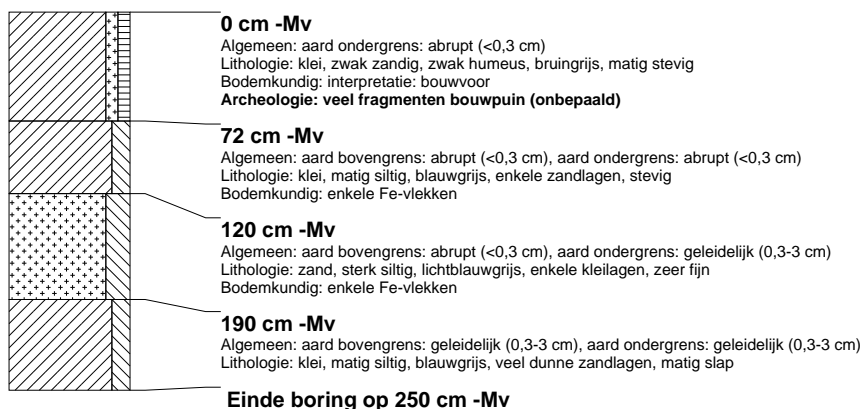 0 cm -Mv
Algemeen: aard ondergrens: abrupt (<0,3 cm)
Lithologie: klei, zwak zandig, zwak humeus, bruingrijs, matig stevig
Bodemkundig: interpretatie: bouwvoor
Archeologie: veel fragmenten bouwpuin (onbepaald)
72 cm -Mv
Algemeen: aard bovengrens: abrupt (<0,3 cm), aard ondergrens: abrupt (<0,3 cm)
Lithologie: klei, matig siltig, blauwgrijs, enkele zandlagen, stevig
Bodemkundig: enkele Fe-vlekken
120 cm -Mv
Algemeen: aard bovengrens: abrupt (<0,3 cm), aard ondergrens: geleidelijk (0,3-3 cm)
Lithologie: zand, sterk siltig, lichtblauwgrijs, enkele kleilagen, zeer fijn
Bodemkundig: enkele Fe-vlekken
190 cm -Mv
Algemeen: aard bovengrens: geleidelijk (0,3-3 cm), aard ondergrens: geleidelijk (0,3-3 cm)
Lithologie: klei, matig siltig, blauwgrijs, veel dunne zandlagen, matig slap
Einde boring op 250 cm -Mv